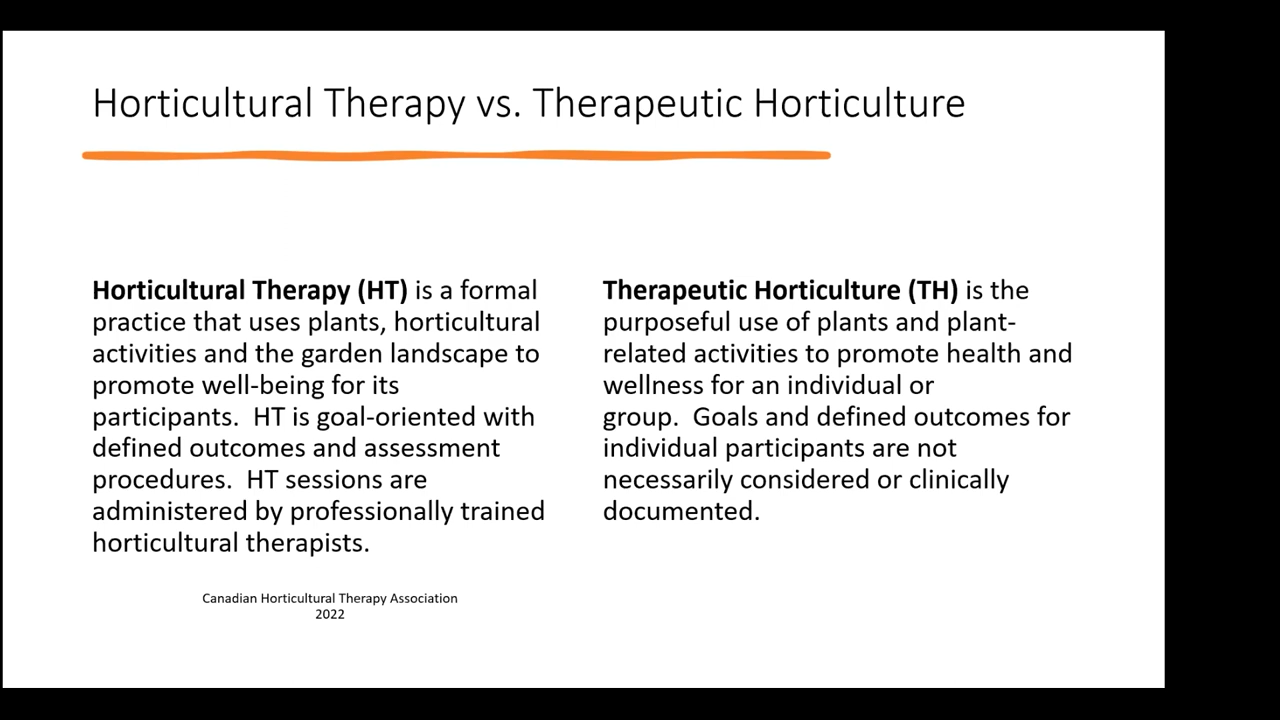 Horticultural Therapy vs. Therapeutic Horticulture
Horticultural Therapy (HT) is a formal
practice that uses plants, horticultural
activities and the garden landscape to
promote well-being for its
participants.  HT is goal-oriented with
defined outcomes and assessment
procedures.  HT sessions are
administered by professionally trained
horticultural therapists.
Canadian Horticultural Therapy Association
2022
Therapeutic Horticulture (TH) is the
purposeful use of plants and plant-
related activities to promote health and
wellness for an individual or
group.  Goals and defined outcomes for
individual participants are not
necessarily considered or clinically
documented.